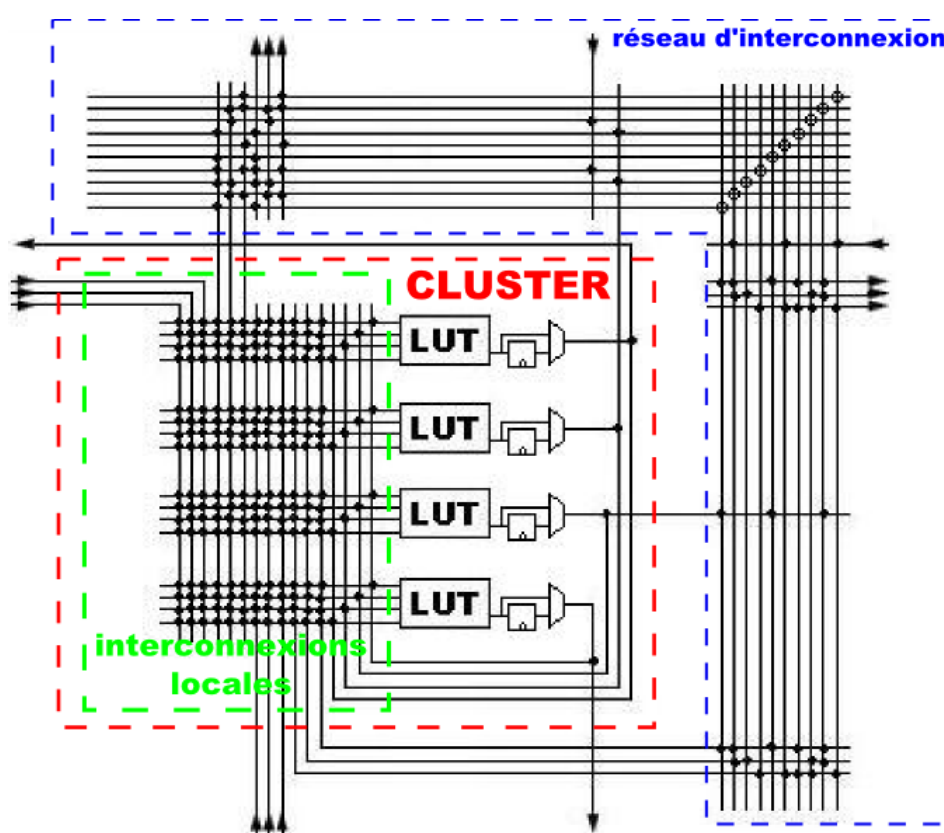 réseau d'interconnexion
CLUSTER
LUT
LUT
LUT
LUT
interconnexions
locales